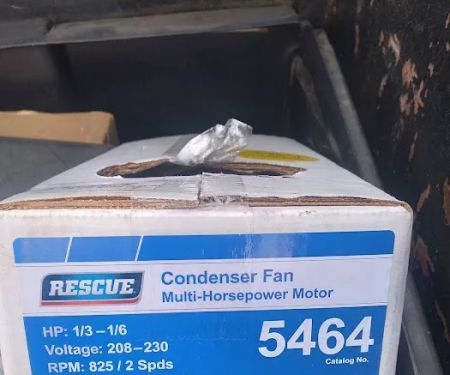 RESCUE
Condenser Fan
Multi-Horsepower Motor
HP: 1/3–1/6
Voltage: 208-230
RPM: 825 / 2 Spds
5464
Catalog No.